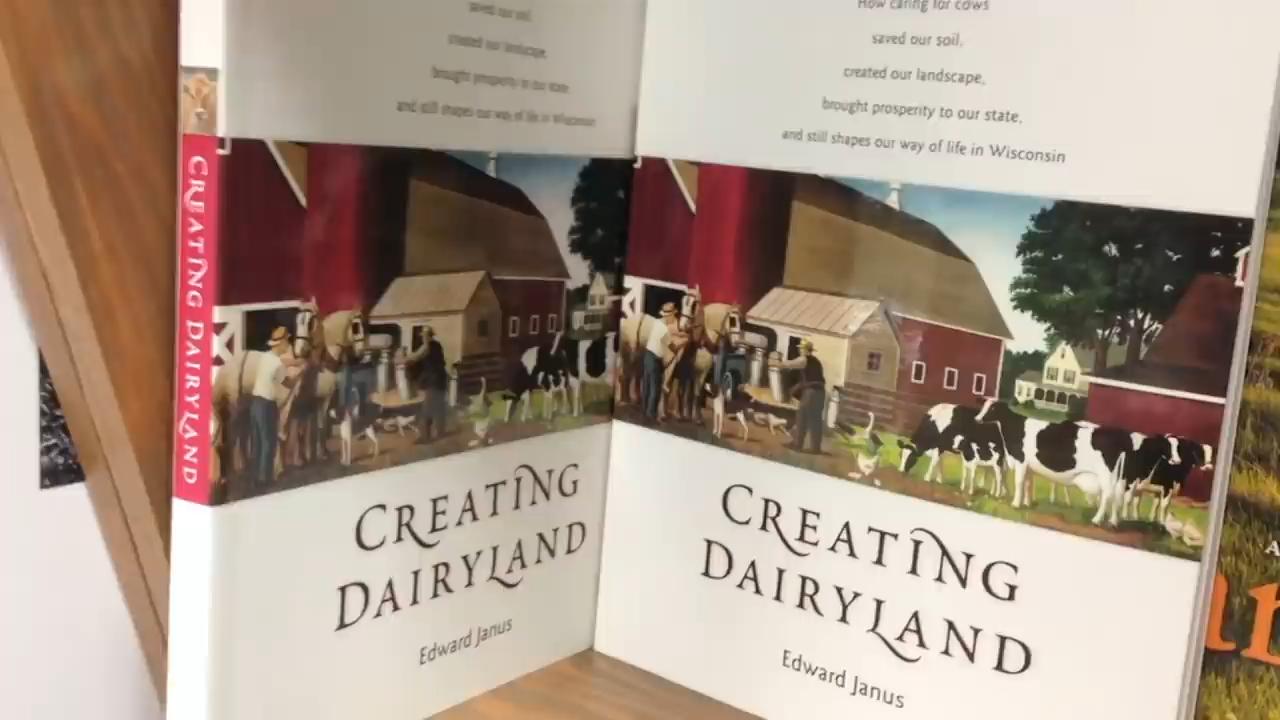 CREATING DAIRYLAND
saved our soil,
created our landscape,
brought prosperity to our state,
and still shapes our way of life in Wisconsin
CREATING
DAIRYLAND
Edward Janus
How caring for cows
saved our soil,
created our landscape,
brought prosperity to our state,
and still shapes our way of life in Wisconsin
CREATING
DAIRYLAND
Edward Janus